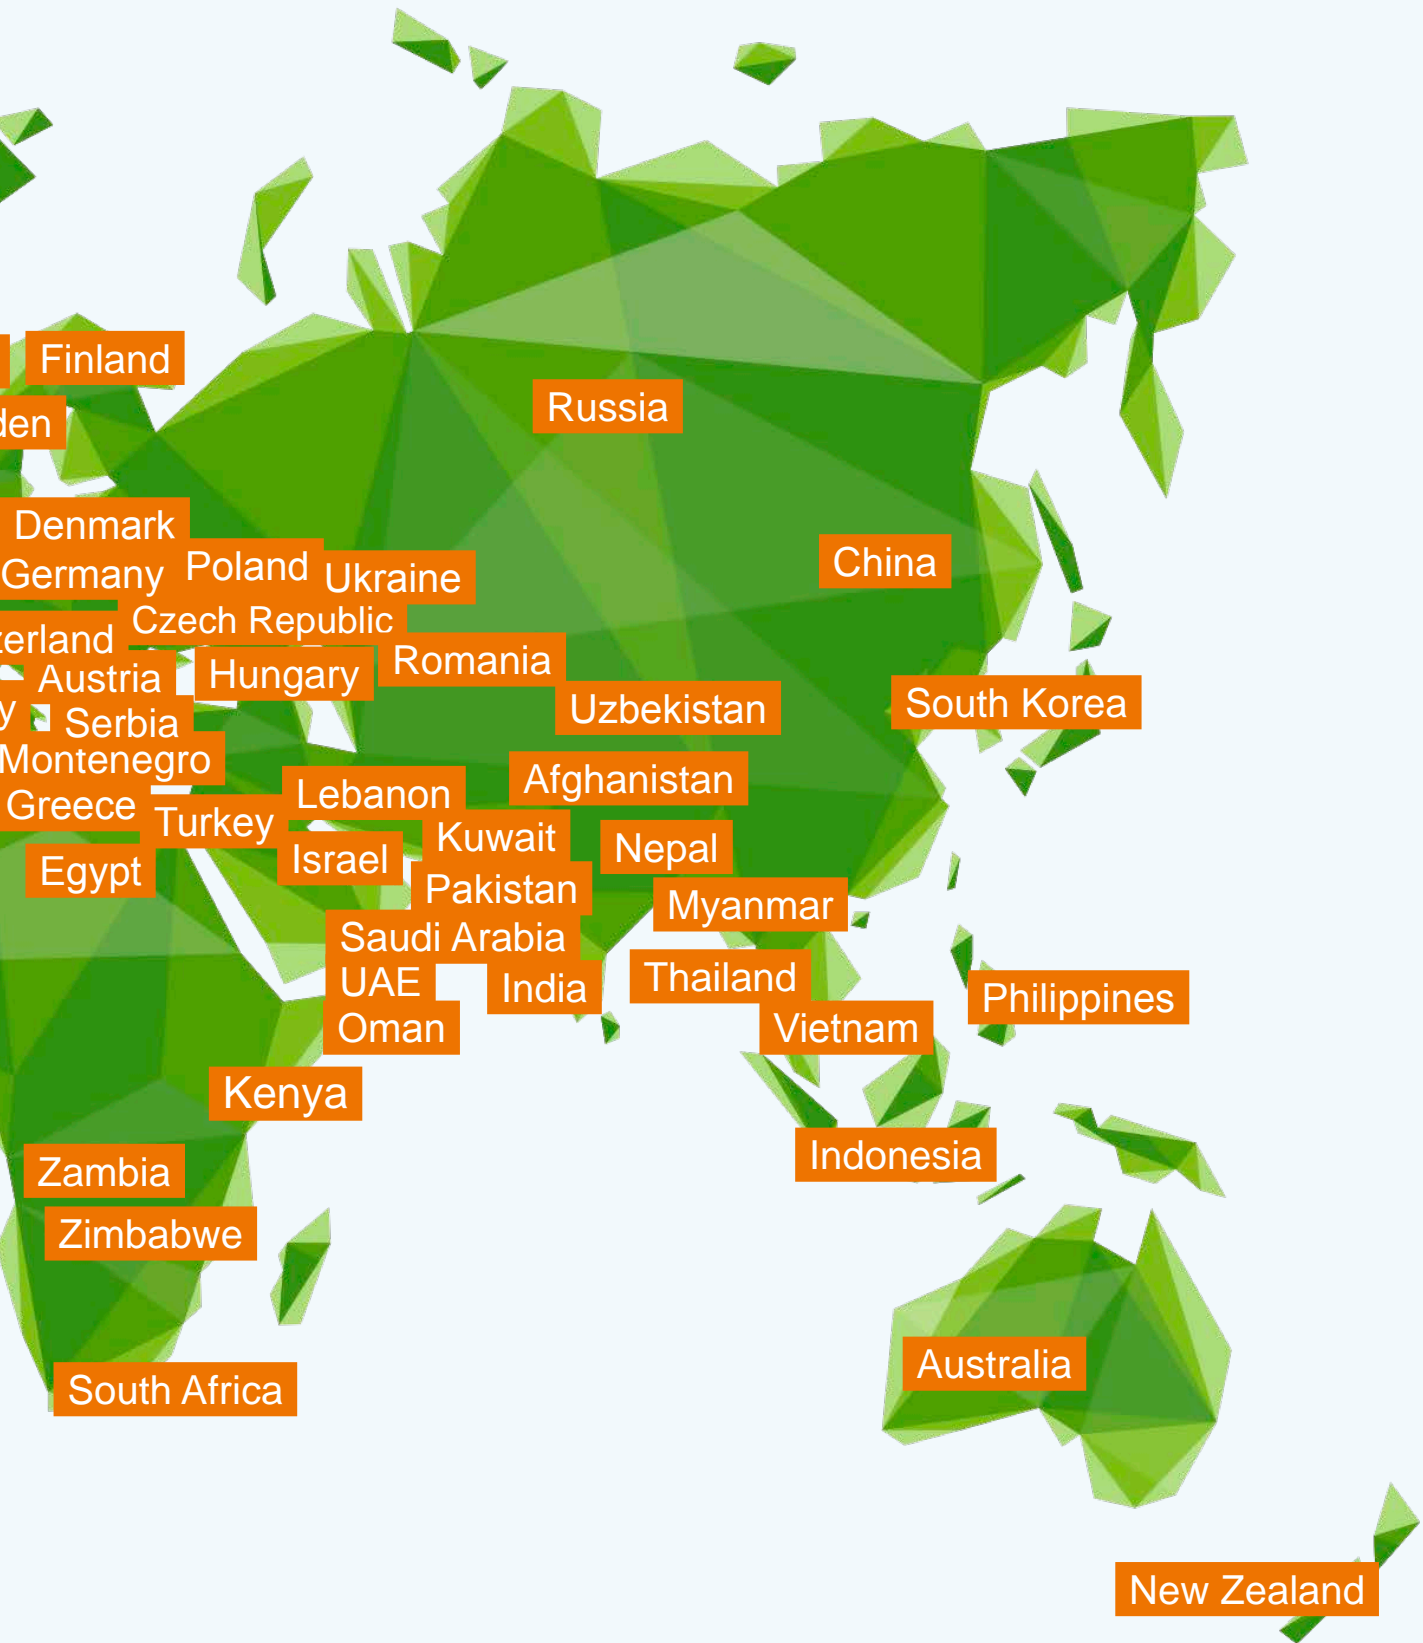 Finland
Russia
den
Denmark
China
Poland
Germany
Ukraine
Czech Republic
zerland
Romania
Austria
Hungary
South Korea
Uzbekistan
y
Serbia
Montenegro
Afghanistan
Lebanon
Greece
Turkey
Kuwait
Nepal
Israel
Egypt
Pakistan
Myanmar
Saudi Arabia
Thailand
UAE
India
Philippines
Oman
Vietnam
Kenya
Indonesia
Zambia
Zimbabwe
Australia
South Africa
New Zealand